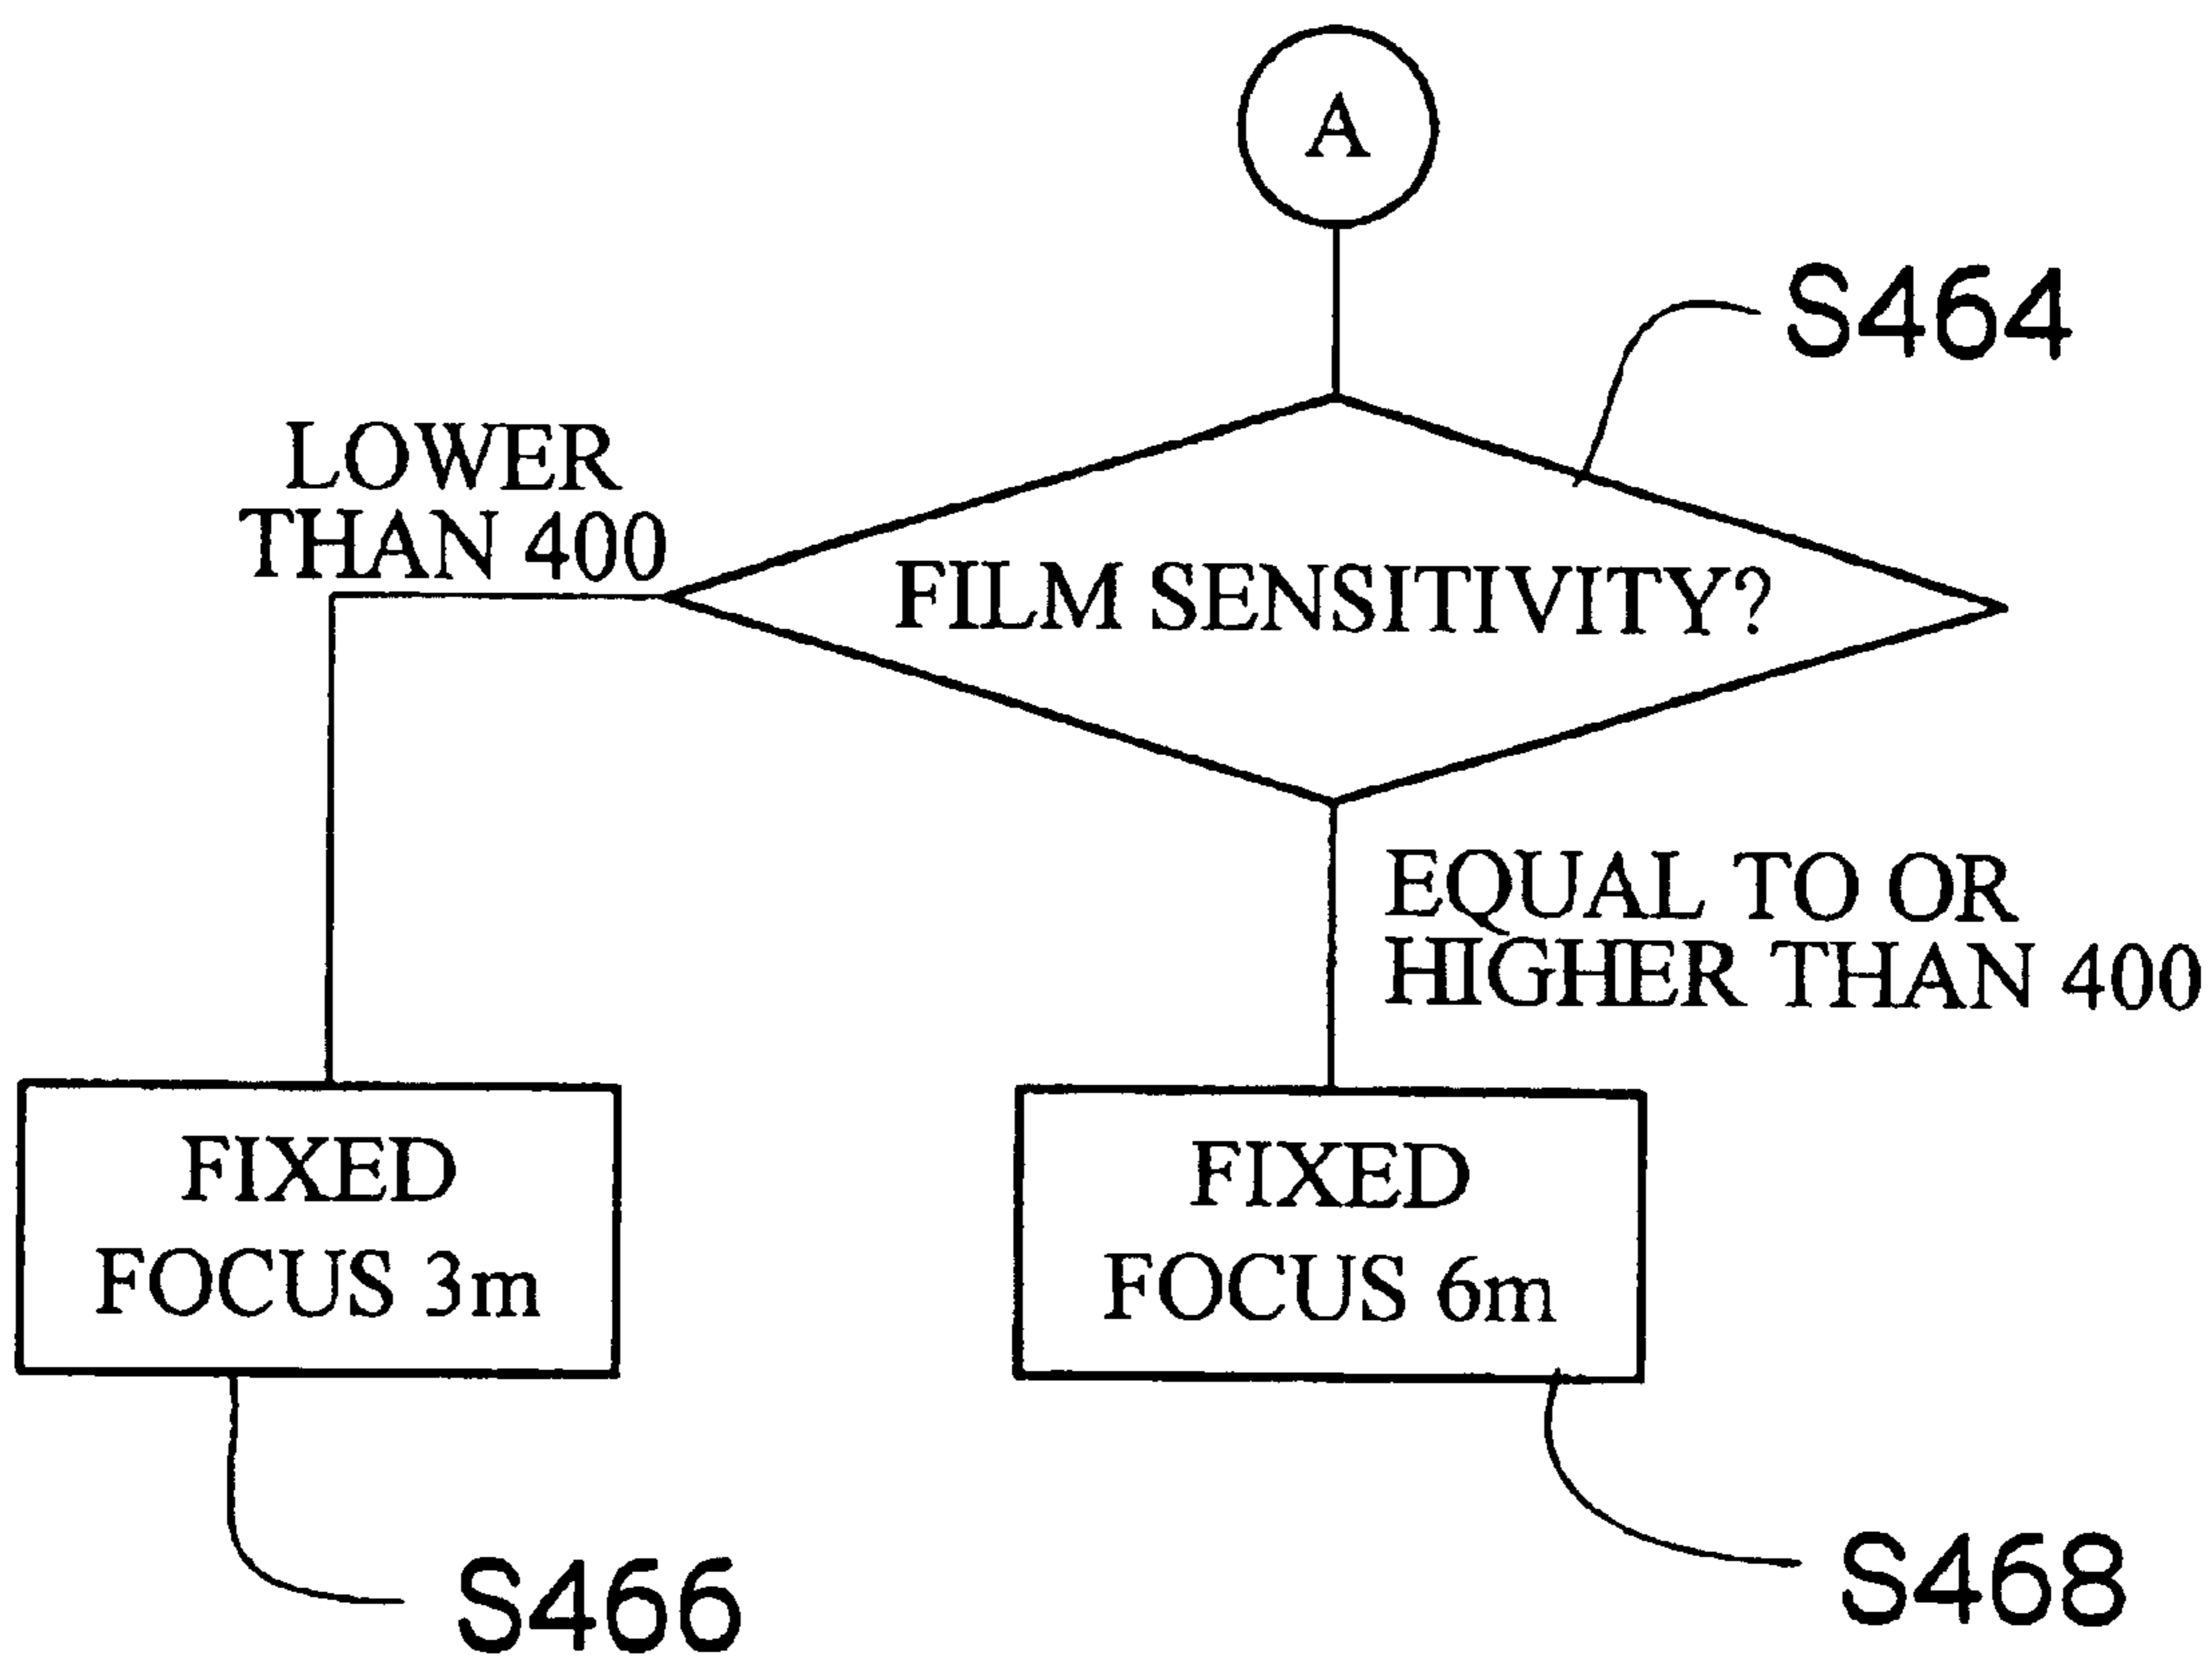 A
S464
LOWER
THAN 400
FILM SENSITIVITY?
EQUAL TO OR
HIGHER THAN 400
FIXED
FOCUS 3m
FIXED
FOCUS 6m
S466
S468